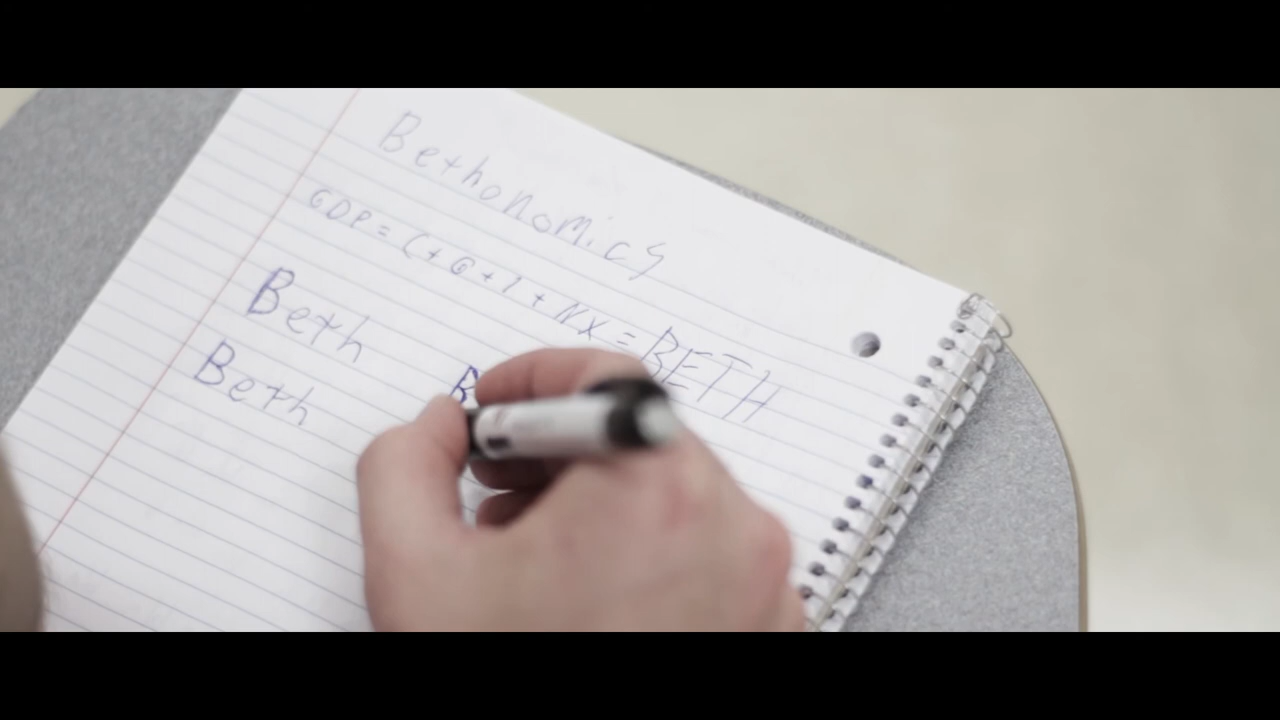 Bethonomics
GDP = C + G + I + NX = BETH
Beth B
Beth